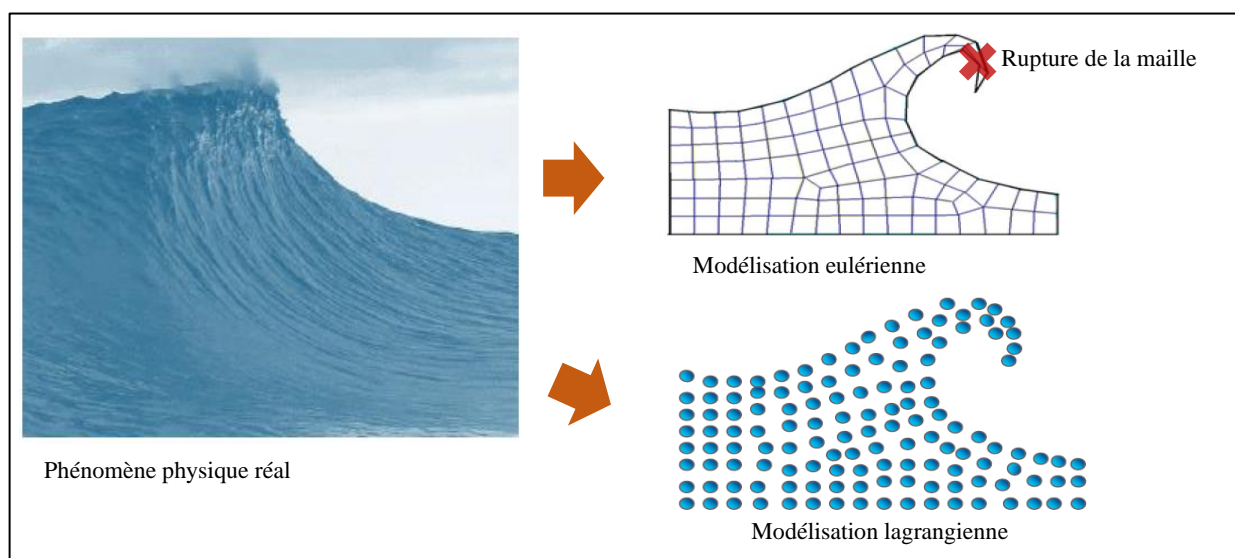 Rupture de la maille
Modélisation eulérienne
Phénomène physique réal
Modélisation lagrangienne